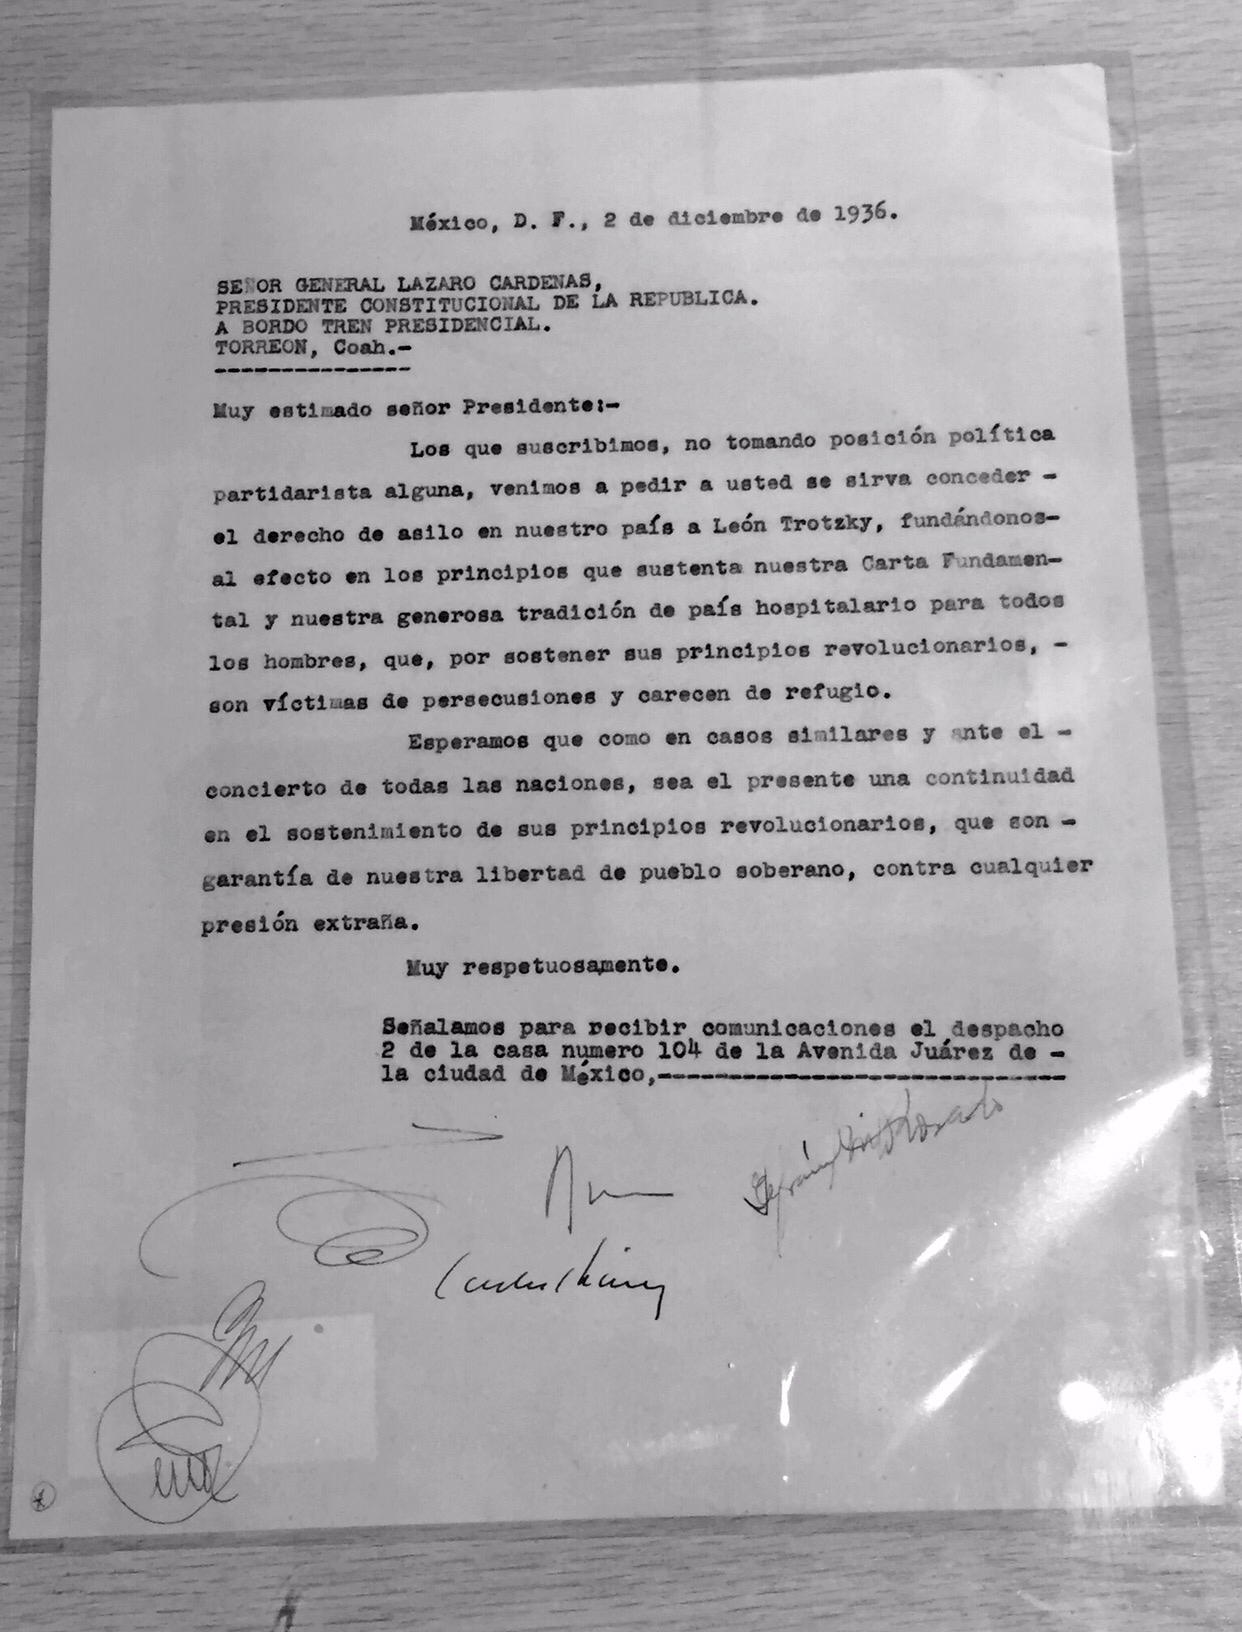 México, D. F., 2 de diciembre de 1936.
SEÑOR GENERAL LAZARO CARDENAS,
PRESIDENTE CONSTITUCIONAL DE LA REPUBLICA.
A BORDO TREN PRESIDENCIAL.
TORREON, Coah.-
---------------
Muy estimado señor Presidente:-
Los que suscribimos, no tomando posición política
partidarista alguna, venimos a pedir a usted se sirva conceder -
el derecho de asilo en nuestro país a León Trotzky, fundándonos-
al efecto en los principios que sustenta nuestra Carta Fundamen-
tal y nuestra generosa tradición de país hospitalario para todos
los hombres, que, por sostener sus principios revolucionarios, -
son víctimas de persecusiones y carecen de refugio.
Esperamos que como en casos similares y ante el -
concierto de todas las naciones, sea el presente una continuidad
en el sostenimiento de sus principios revolucionarios, que son -
garantía de nuestra libertad de pueblo soberano, contra cualquier
presión extraña.
Muy respetuosamente.
Señalamos para recibir comunicaciones el despacho
2 de la casa numero 104 de la Avenida Juárez de -
la ciudad de México,-------------------------------